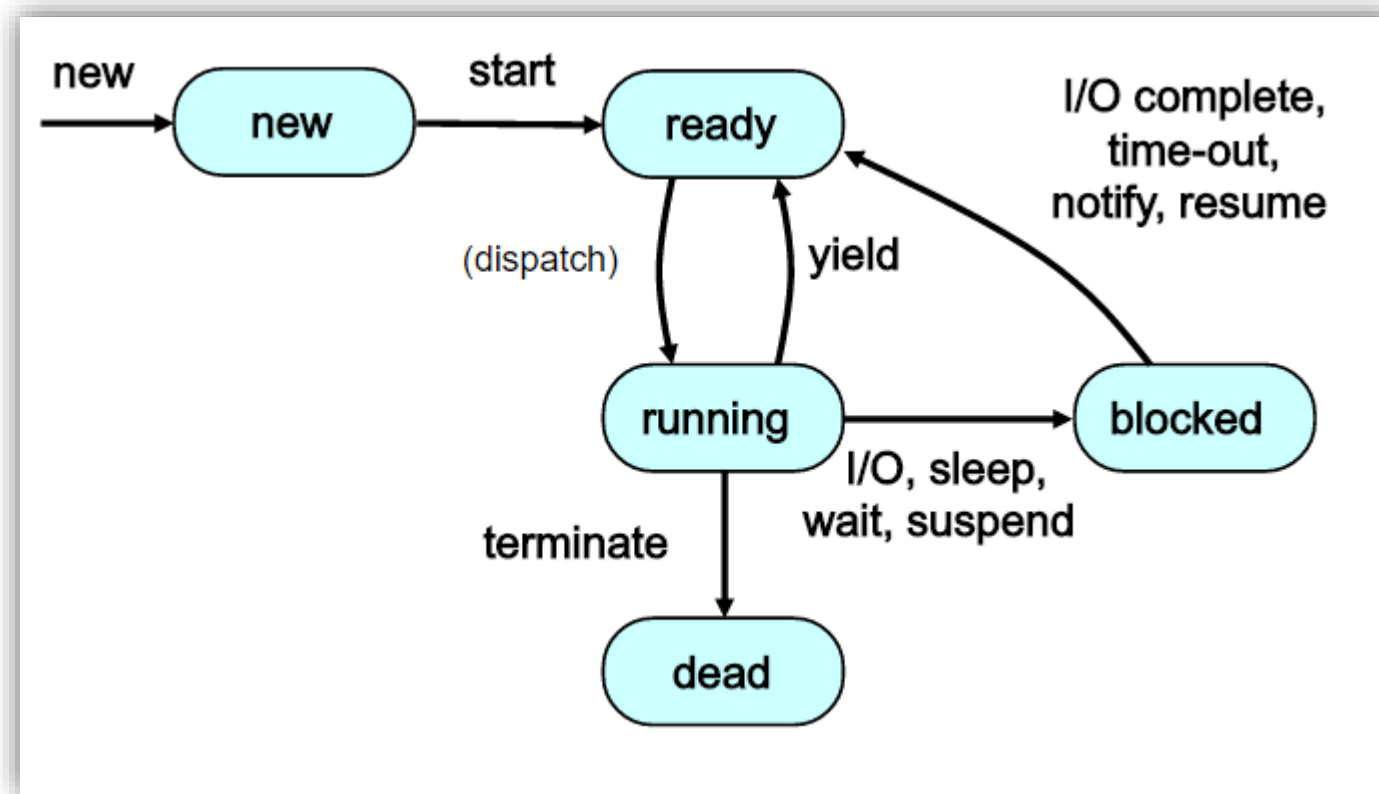 new
new
start
ready
I/O complete,
time-out,
notify, resume
(dispatch)
yield
running
blocked
I/O, sleep,
wait, suspend
terminate
dead